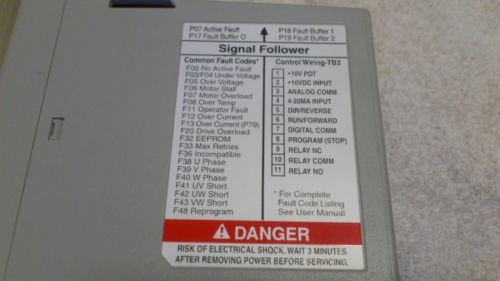 P07 Active Fault
P17 Fault Buffer 0
P18 Fault Buffer 1
P19 Fault Buffer 2
Signal Follower
Common Fault Codes*
F00 No Active Fault
F03/F04 Under Voltage
F05 Over Voltage
F06 Motor Stall
F07 Motor Overload
F08 Over Temp
F11 Operator Fault
F12 Over Current
F13 Over Current (P79)
F20 Drive Overload
F32 EEPROM
F33 Max Retries
F36 Incompatible
F38 U Phase
F39 V Phase
F40 W Phase
F41 UV Short
F42 UW Short
F43 VW Short
F48 Reprogram
Control Wiring-TB3
1 +10V POT
2 +10VDC INPUT
3 ANALOG COMM
4 4-20MA INPUT
5 DIR/REVERSE
6 RUN/FORWARD
7 DIGITAL COMM
8 PROGRAM (STOP)
9 RELAY NC
10 RELAY COMM
11 RELAY NO
* For Complete
Fault Code Listing
See User Manual
DANGER
RISK OF ELECTRICAL SHOCK. WAIT 3 MINUTES
AFTER REMOVING POWER BEFORE SERVICING.